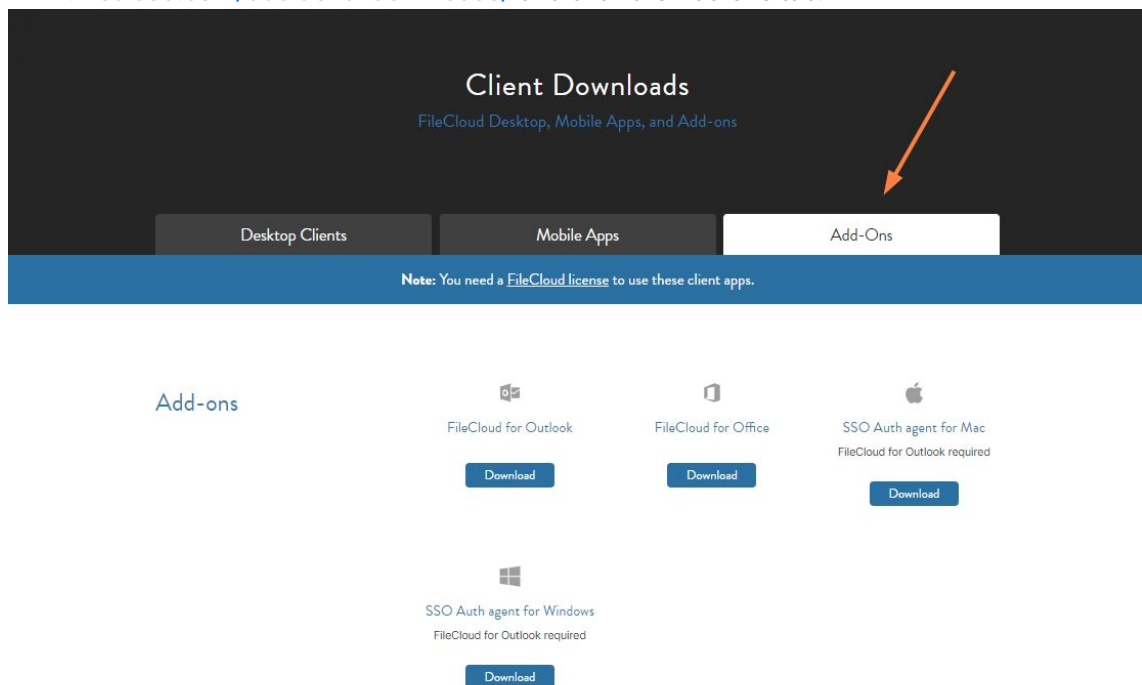 Client Downloads
FileCloud Desktop, Mobile Apps, and Add-ons
Desktop Clients
Mobile Apps
Add-Ons
Note: You need a FileCloud license to use these client apps.
Add-ons
FileCloud for Outlook
Download
FileCloud for Office
Download
SSO Auth agent for Mac
FileCloud for Outlook required
Download
SSO Auth agent for Windows
FileCloud for Outlook required
Download